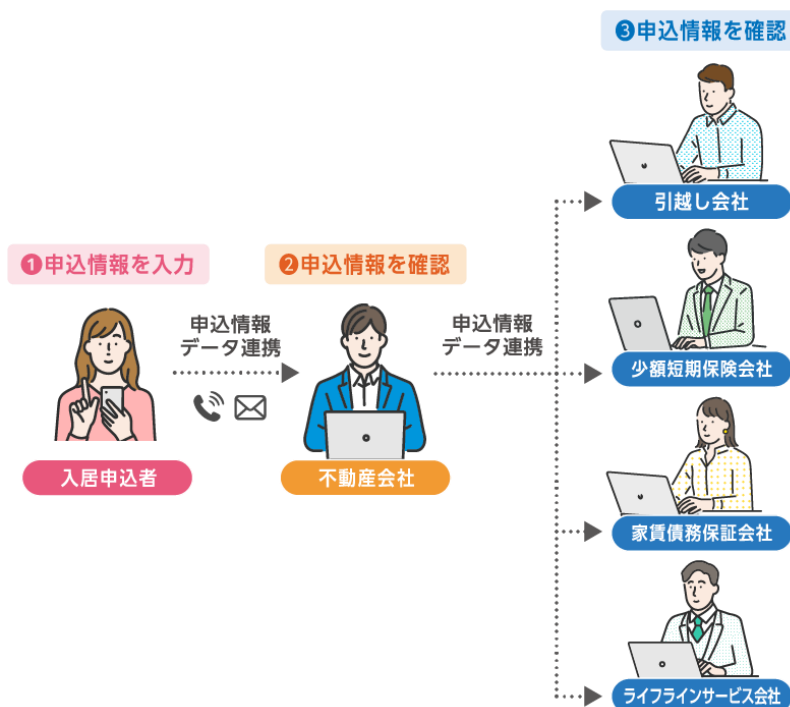 ❸申込情報を確認
引越し会社
❶申込情報を入力
❷申込情報を確認
申込情報
データ連携
申込情報
データ連携
少額短期保険会社
入居申込者
不動産会社
家賃債務保証会社
ライフラインサービス会社